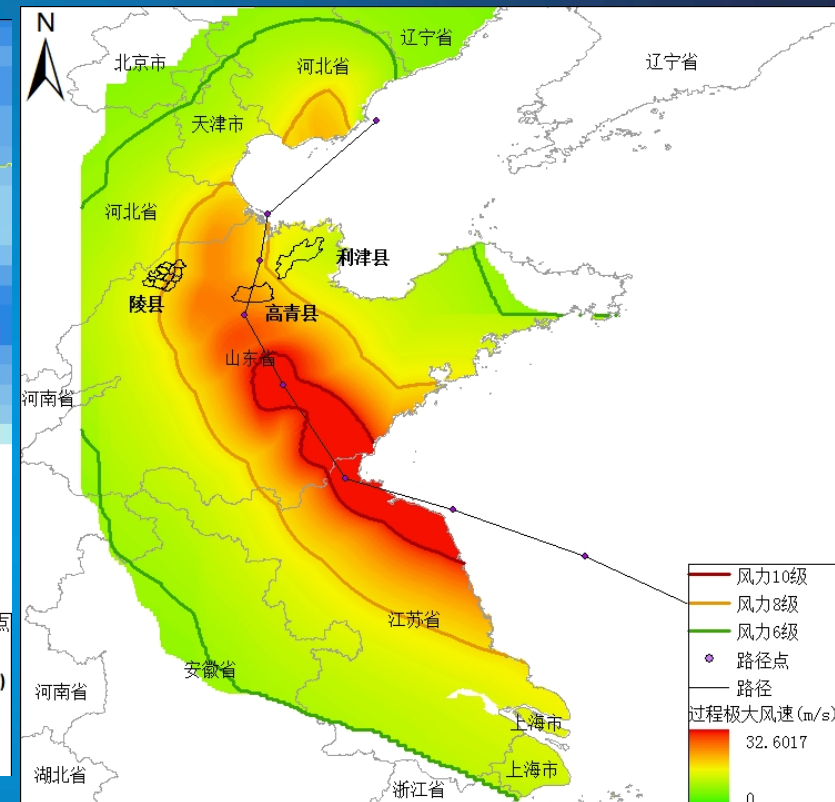 N
辽宁省
北京市
河北省
辽宁省
天津市
河北省
利津县
陵县
高青县
山东省
河南省
点
)
江苏省
安徽省
河南省
上海市
上海市
湖北省
浙江省
风力10级
风力8级
风力6级
路径点
路径
过程极大风速(m/s)
32.6017
0